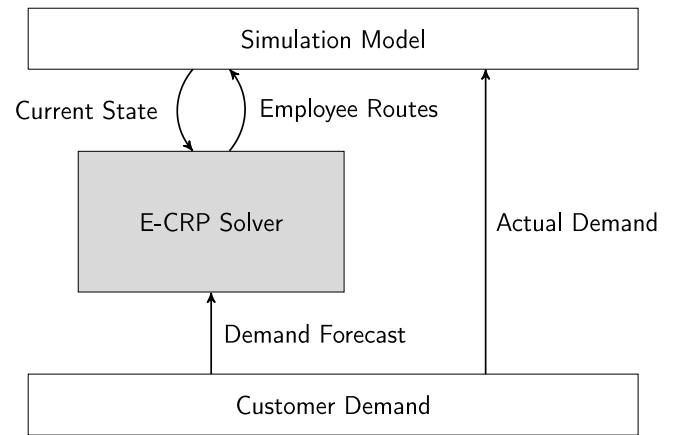 Simulation Model
Current State
Employee Routes
E-CRP Solver
Actual Demand
Demand Forecast
Customer Demand